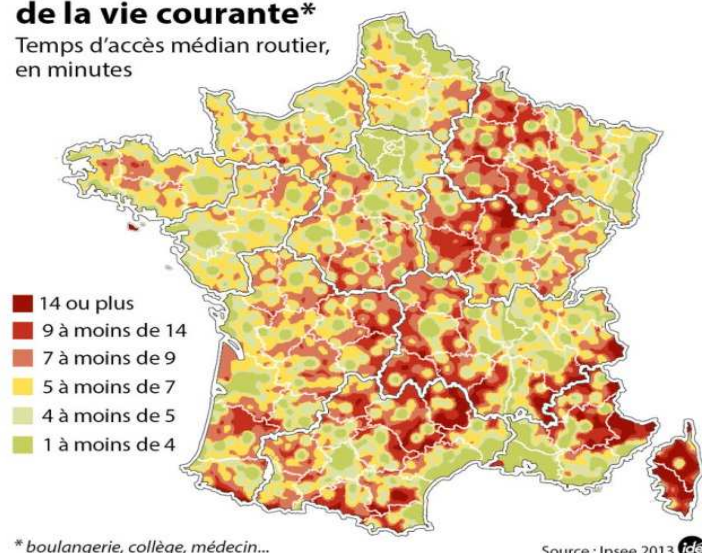 de la vie courante*
Temps d'accès médian routier,
en minutes
14 ou plus
9 à moins de 14
7 à moins de 9
5 à moins de 7
4 à moins de 5
1 à moins de 4
* boulangerie, collège, médecin...
Source : Insee 2013 idé